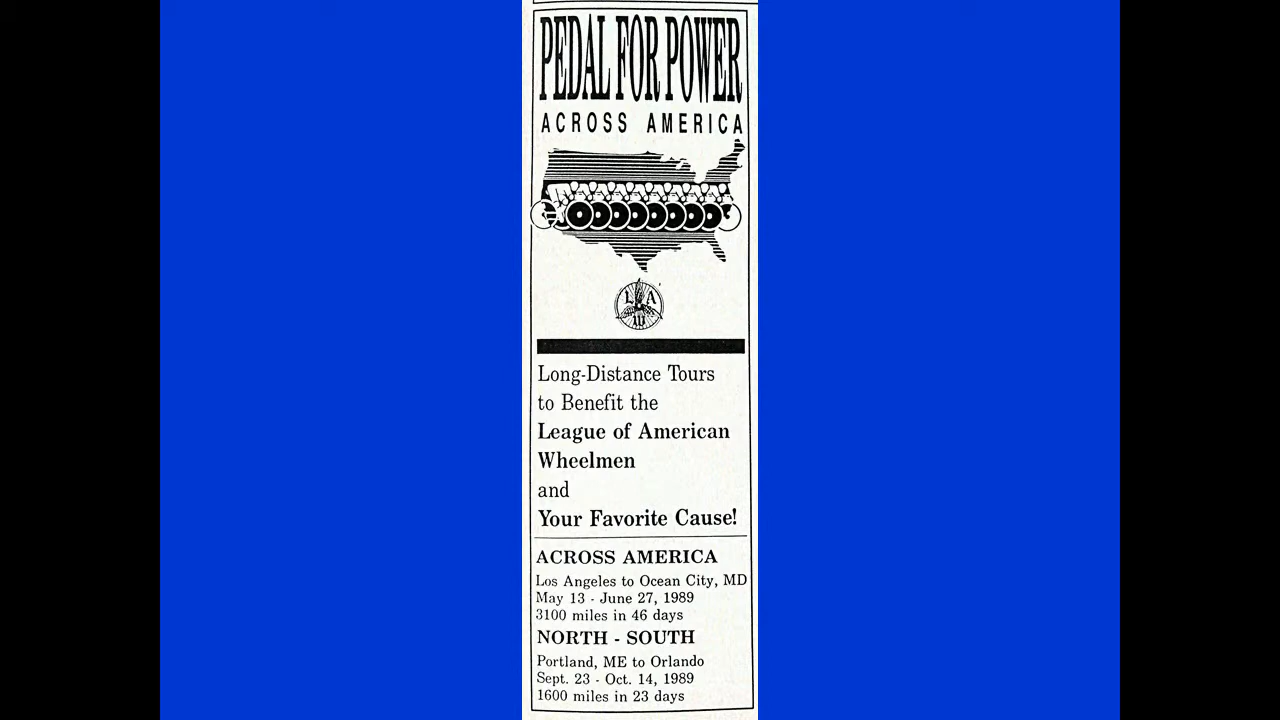 PEDAL FOR POWER
ACROSS AMERICA
L A
W
Long-Distance Tours
to Benefit the
League of American
Wheelmen
and
Your Favorite Cause!
ACROSS AMERICA
Los Angeles to Ocean City, MD
May 13 - June 27, 1989
3100 miles in 46 days
NORTH - SOUTH
Portland, ME to Orlando
Sept. 23 - Oct. 14, 1989
1600 miles in 23 days